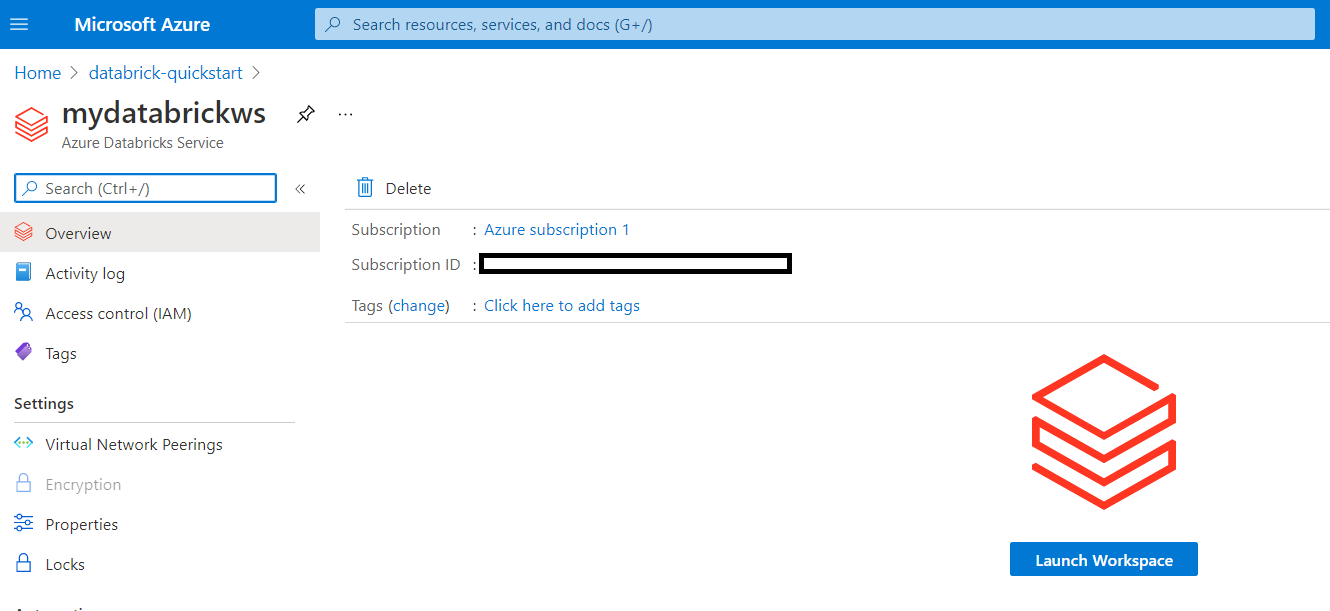 Microsoft Azure
Search resources, services, and docs (G+/)
Home > databrick-quickstart >
mydatabrickws ...
Azure Databricks Service
Search (Ctrl+/) «
Delete
Overview
Activity log
Access control (IAM)
Tags
Settings
Virtual Network Peerings
Encryption
Properties
Locks
Subscription : Azure subscription 1
Subscription ID :
Tags (change) : Click here to add tags
Launch Workspace